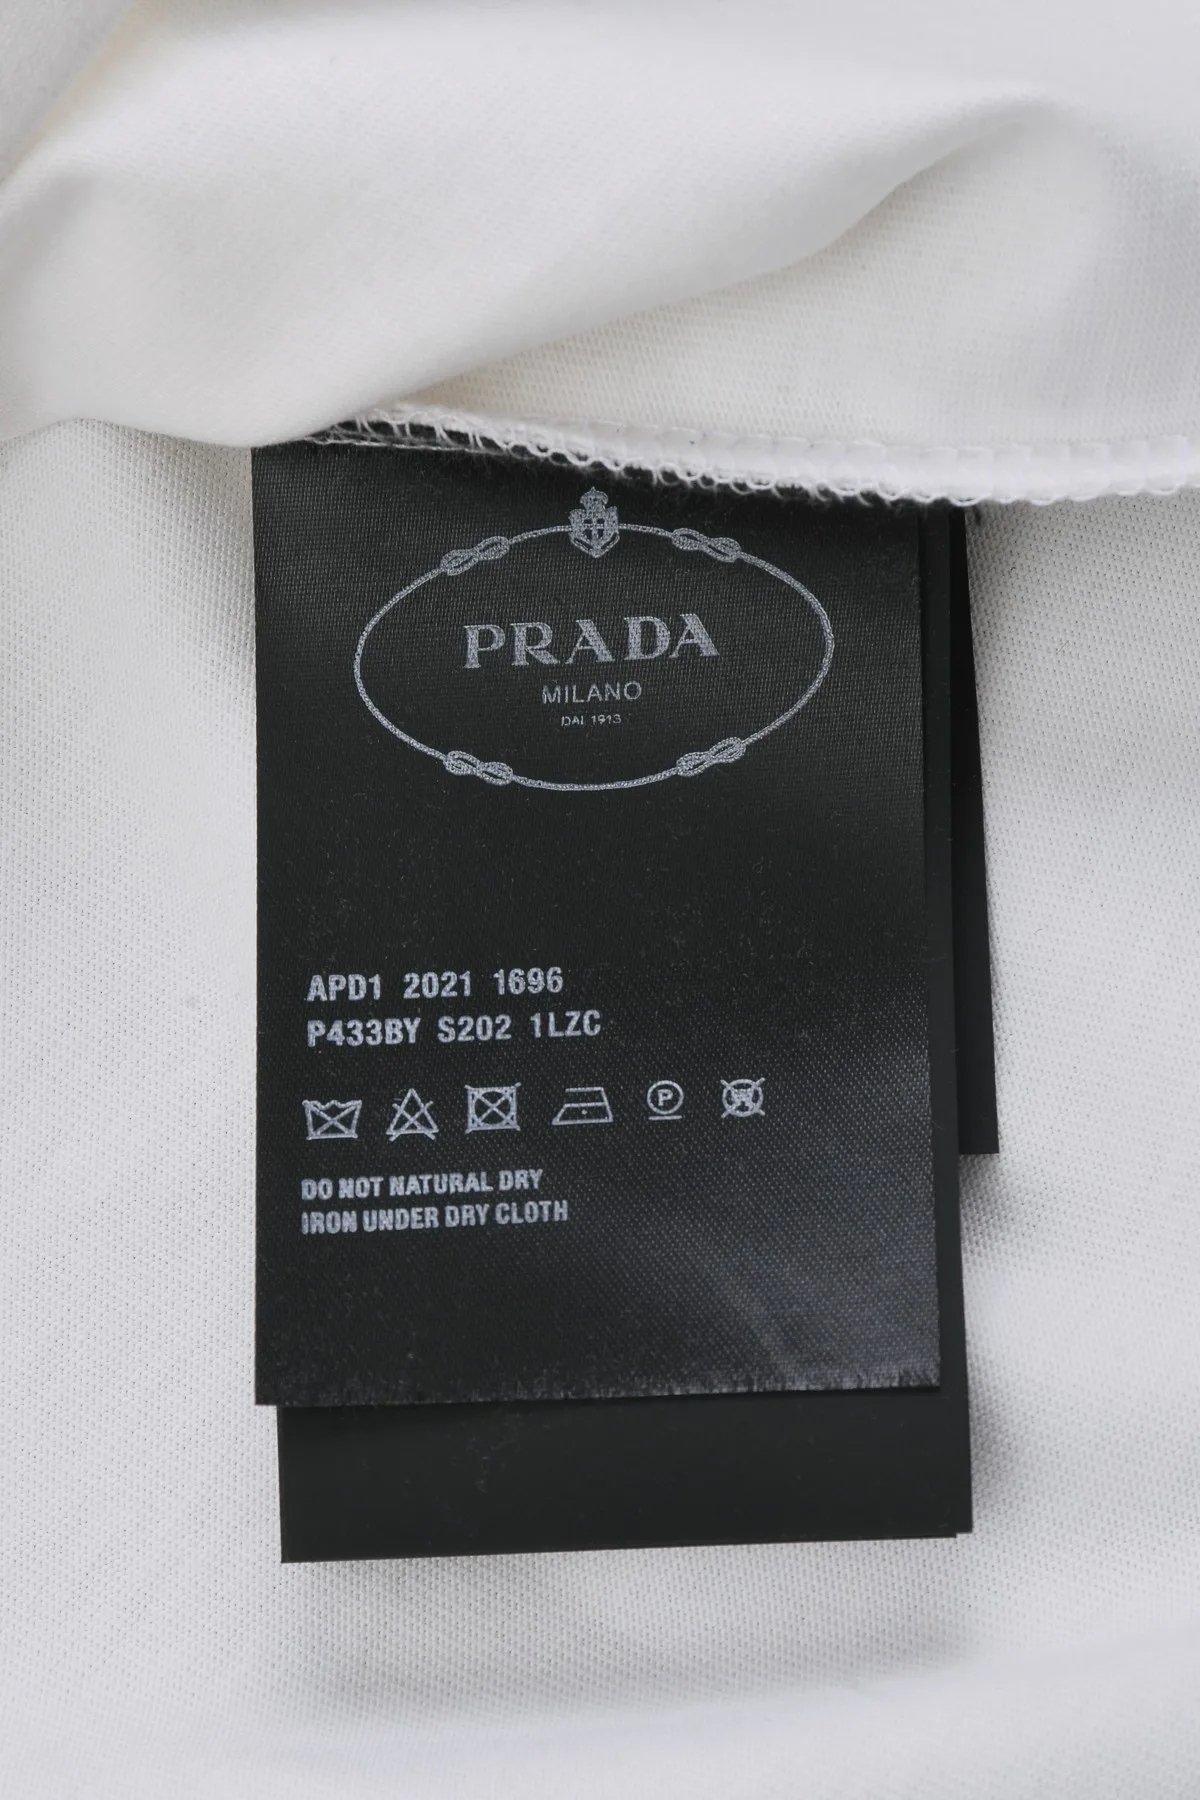 PRADA
MILANO
DAL 1913
APD1 2021 1696
P433BY S202 1LZC
P
W
DO NOT NATURAL DRY
IRON UNDER DRY CLOTH